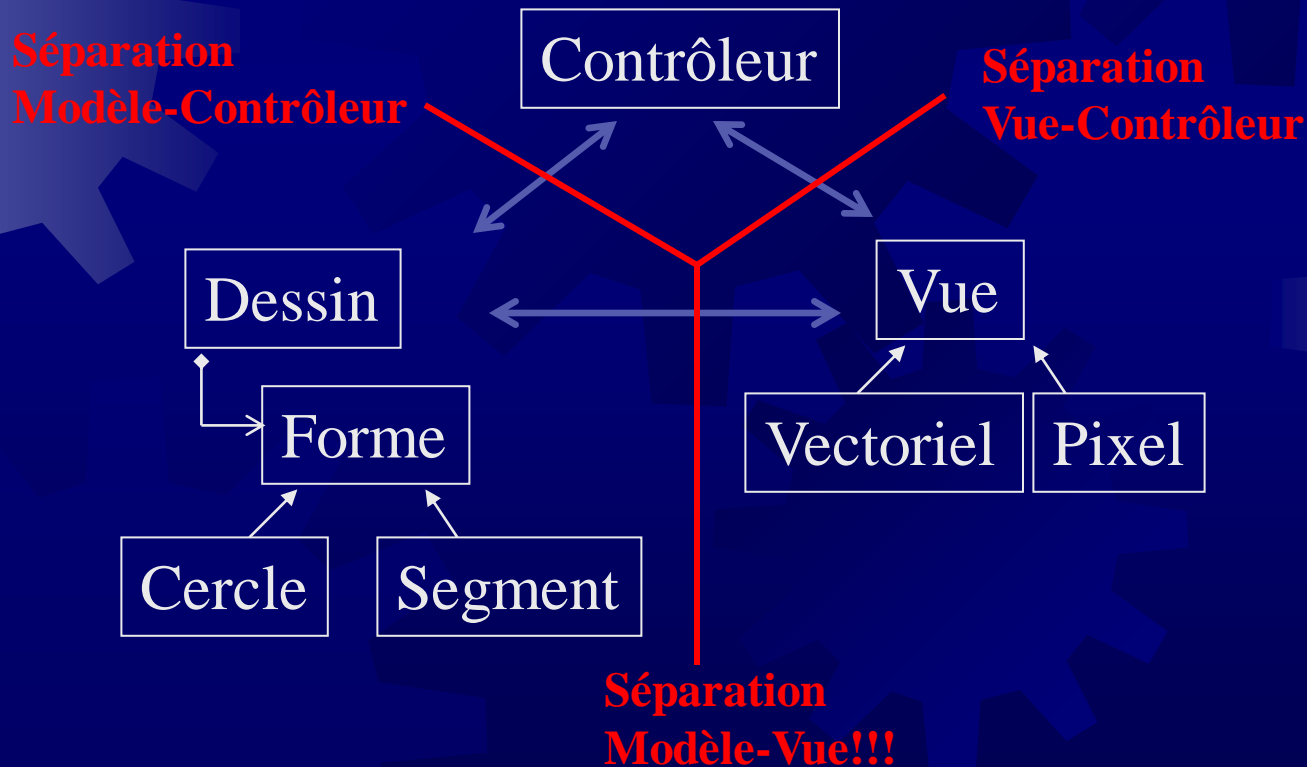 Séparation
Modèle-Contrôleur
Contrôleur
Séparation
Vue-Contrôleur
Dessin
Vue
Forme
Vectoriel
Pixel
Cercle
Segment
Séparation
Modèle-Vue!!!